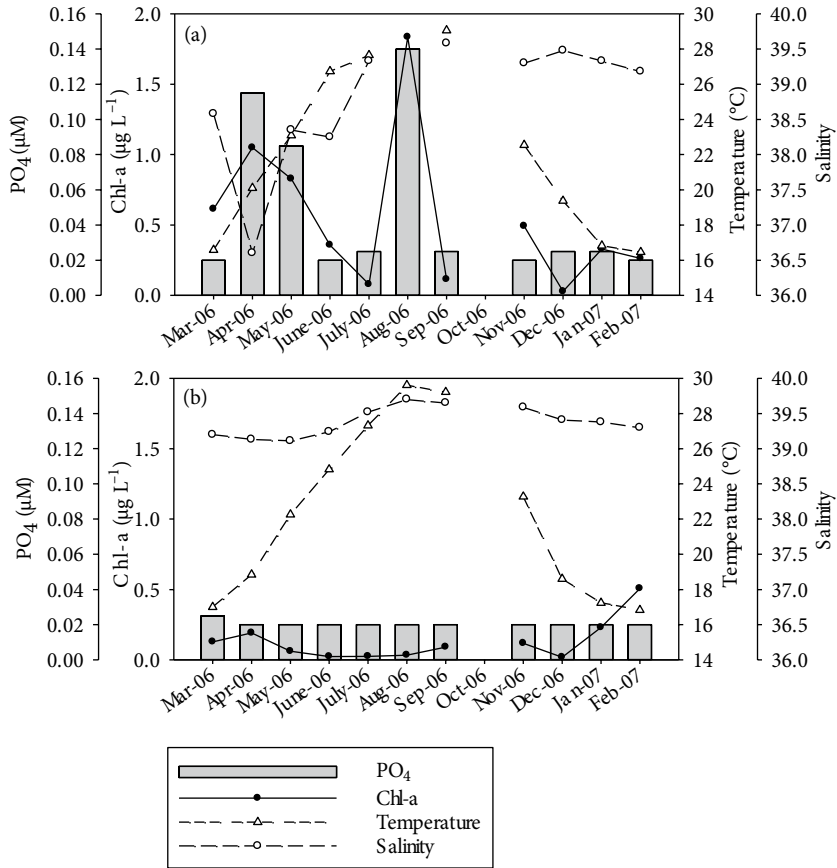 (a)
PO4 (µM)
0.16
0.14
0.12
0.10
0.08
0.06
0.04
0.02
0.00
Chl-a (µg L−1)
2.0
1.5
1.0
0.5
0.0
30
28
26
24
22
20
18
16
14
Temperature (°C)
40.0
39.5
39.0
38.5
38.0
37.5
37.0
36.5
36.0
Salinity
Mar-06
Apr-06
May-06
June-06
July-06
Aug-06
Sep-06
Oct-06
Nov-06
Dec-06
Jan-07
Feb-07
(b)
PO4 (µM)
0.16
0.14
0.12
0.10
0.08
0.06
0.04
0.02
0.00
Chl-a (µg L−1)
2.0
1.5
1.0
0.5
0.0
30
28
26
24
28
20
18
16
14
Temperature (°C)
40.0
39.5
39.0
38.5
38.0
37.5
37.0
36.5
36.0
Salinity
Mar-06
Apr-06
May-06
June-06
July-06
Aug-06
Sep-06
Oct-06
Nov-06
Dec-06
Jan-07
Feb-07
PO4
Chl-a
Temperature
Salinity